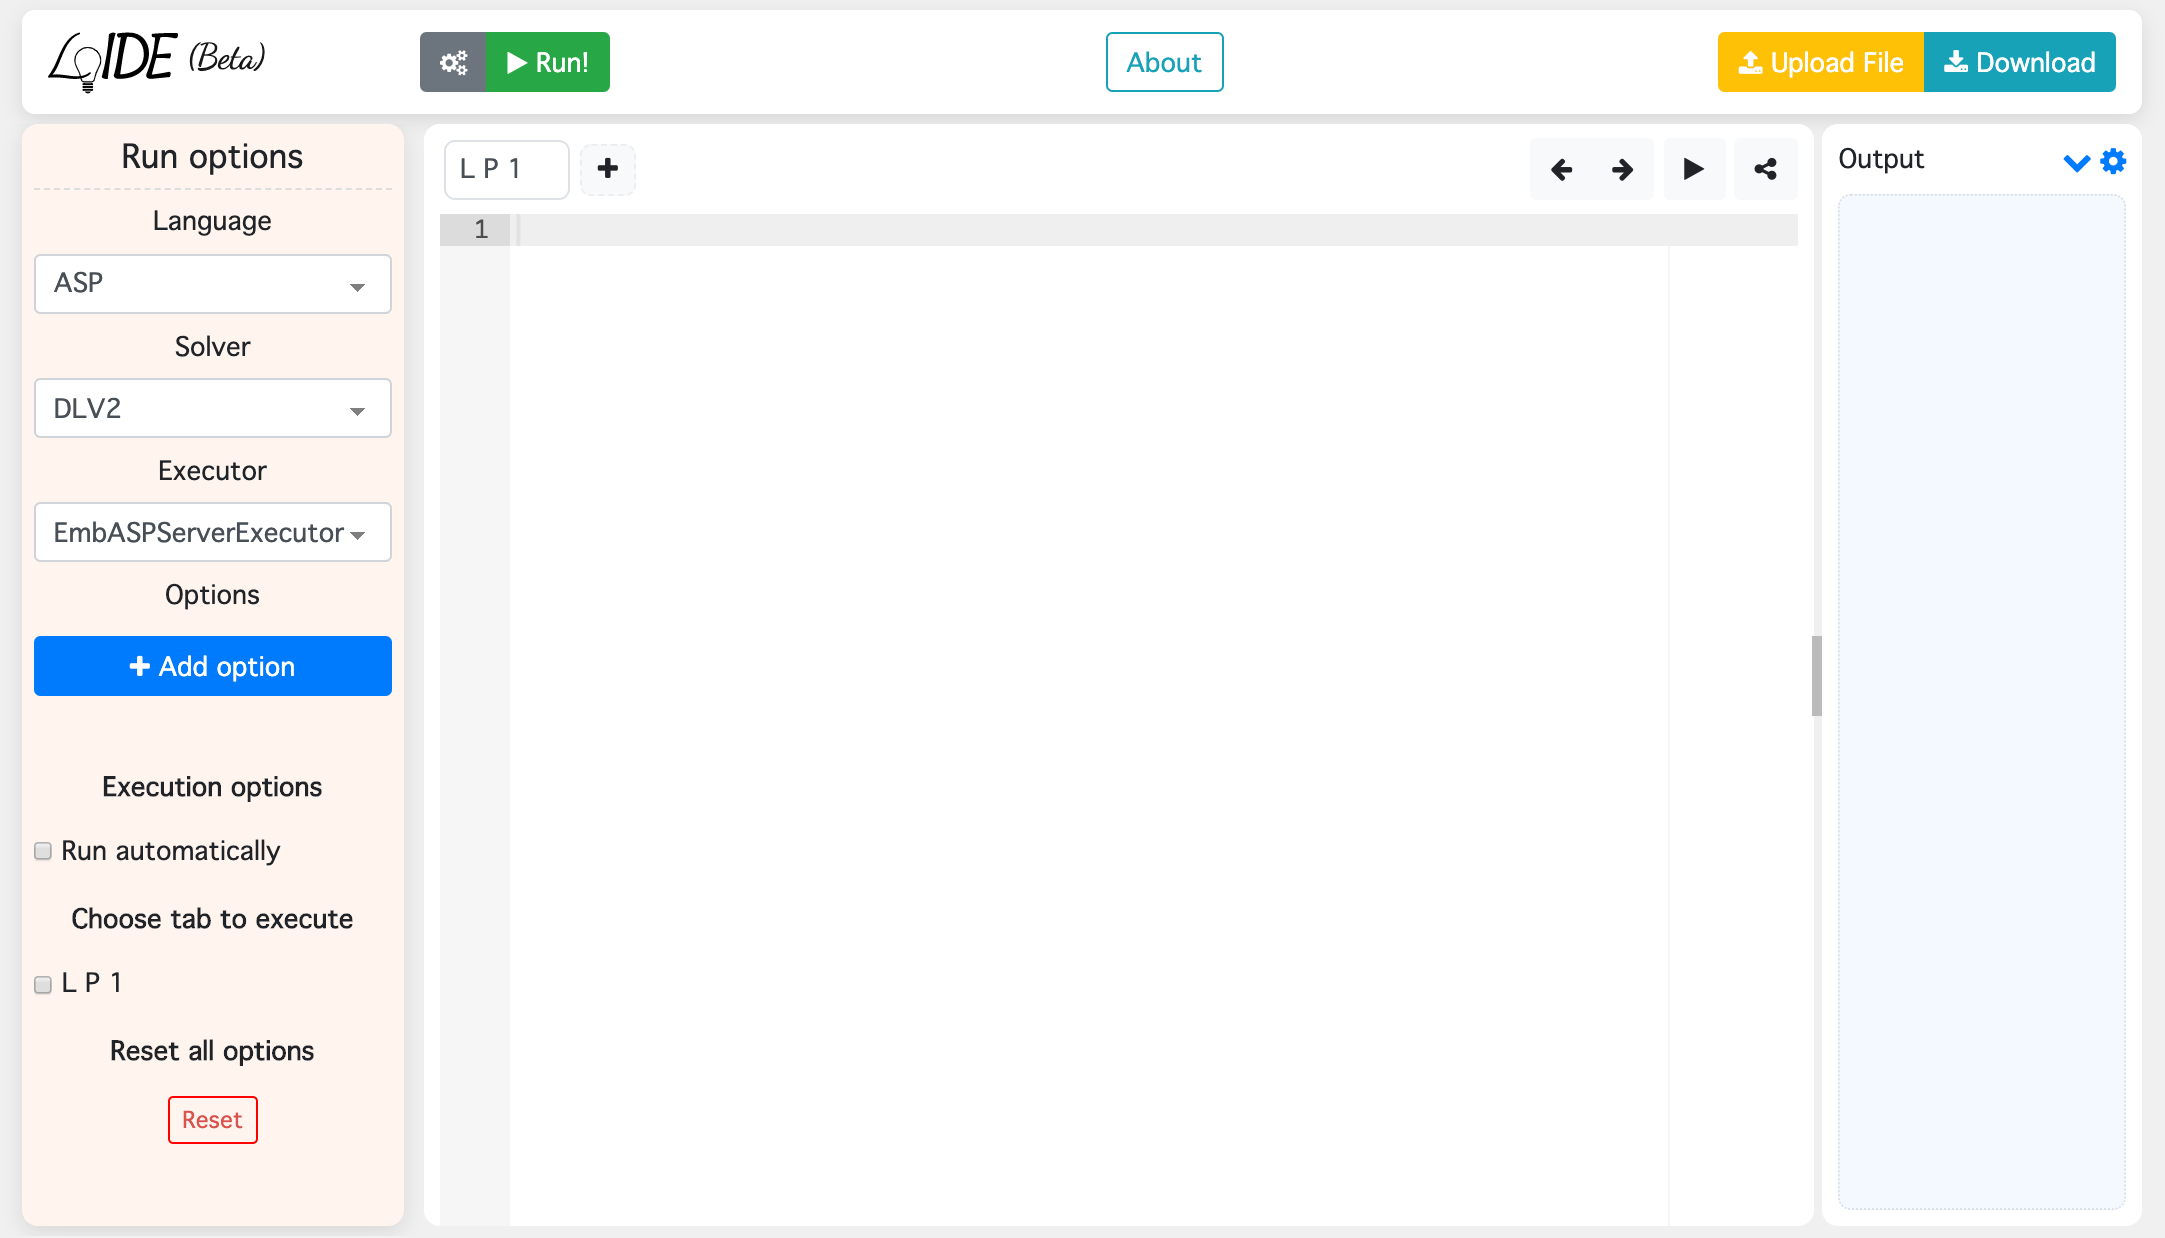 LoIDE (Beta)
Run!
About
Upload File
Download
Run options
Language
ASP
Solver
DLV2
Executor
EmbASPServerExecutor
Options
Add option
Execution options
Run automatically
Choose tab to execute
L P 1
Reset all options
Reset
L P 1
1
Output